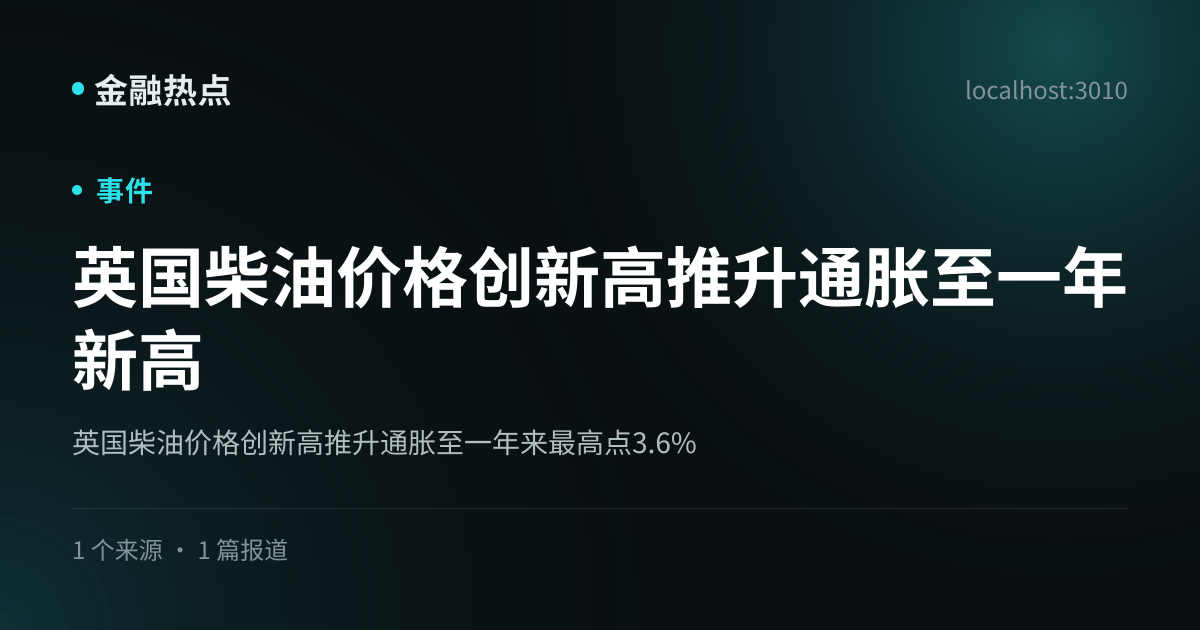 金融热点
localhost:3010
事件
英国柴油价格创新高推升通胀至一年
新高
英国柴油价格创新高推升通胀至一年来最高点3.6%
1 个来源 · 1 篇报道